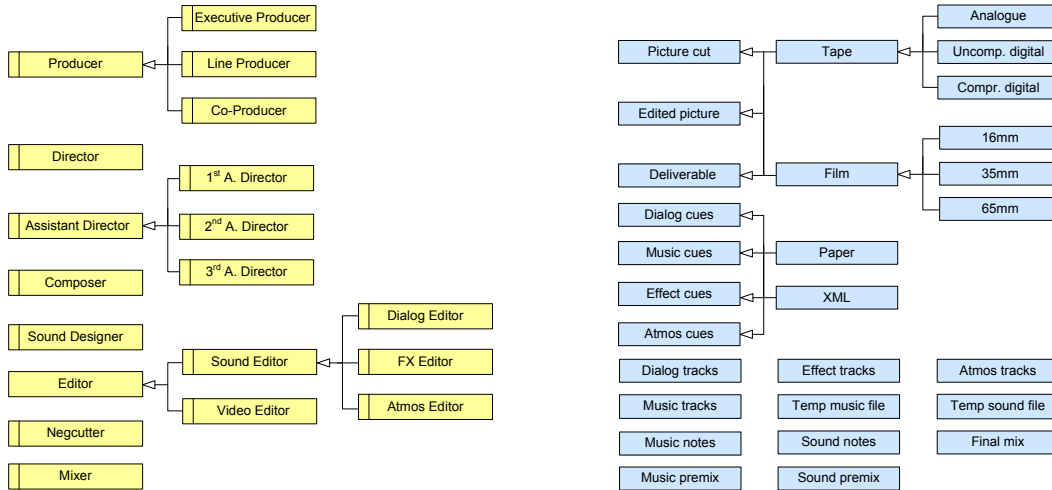 Executive Producer
Producer
Line Producer
Co-Producer
Director
1st A. Director
Assistant Director
2nd A. Director
3rd A. Director
Composer
Sound Designer
Dialog Editor
Sound Editor
FX Editor
Editor
Video Editor
Atmos Editor
Negcutter
Mixer
Analogue
Picture cut
Tape
Uncomp. digital
Compr. digital
Edited picture
16mm
Deliverable
Film
35mm
65mm
Dialog cues
Music cues
Paper
Effect cues
XML
Atmos cues
Dialog tracks
Effect tracks
Atmos tracks
Music tracks
Temp music file
Temp sound file
Music notes
Sound notes
Final mix
Music premix
Sound premix